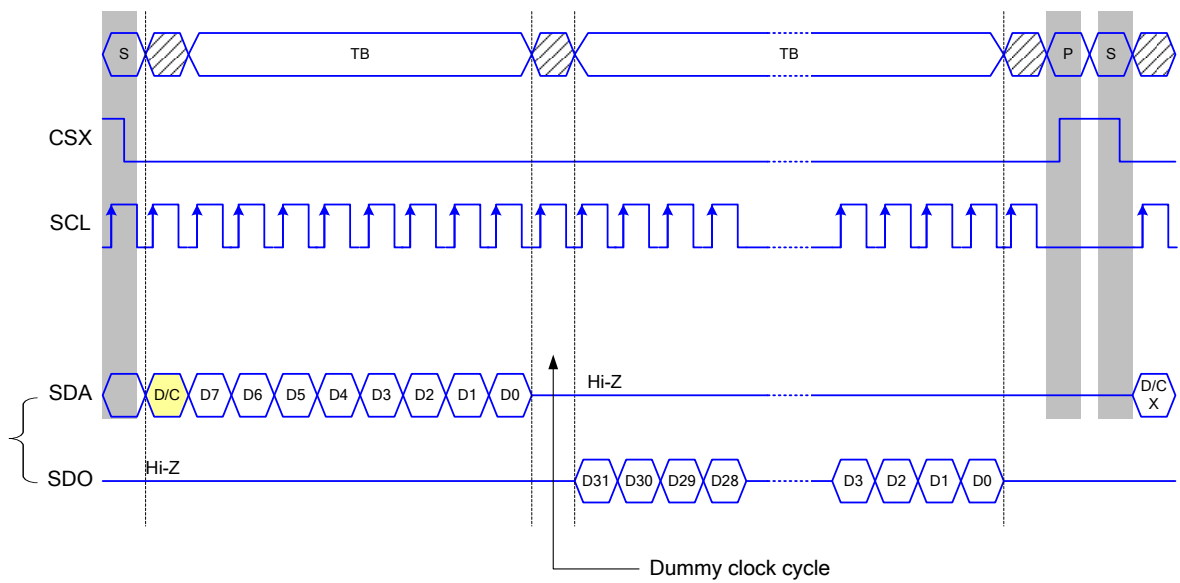 S TB TB P S
CSX
SCL
SDA D/C D7 D6 D5 D4 D3 D2 D1 D0 Hi-Z D/C
X
SDO Hi-Z D31 D30 D29 D28 D3 D2 D1 D0
Dummy clock cycle